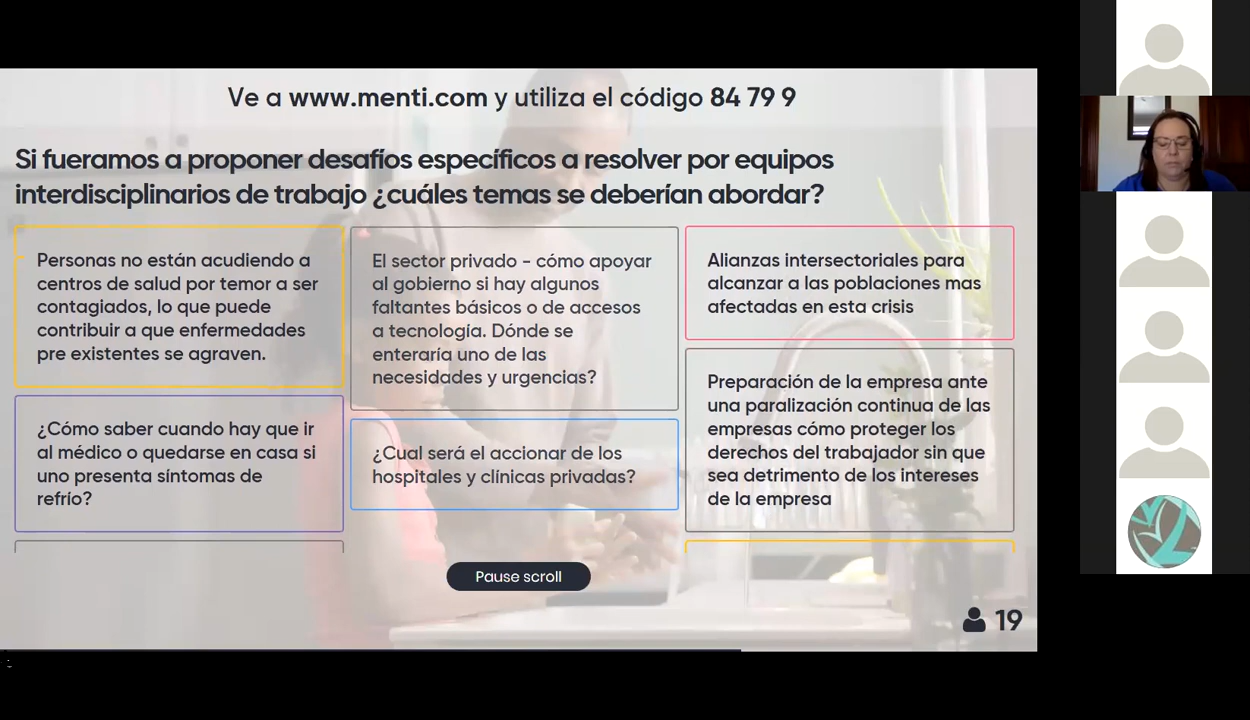 Ve a www.menti.com y utiliza el código 84 79 9
Si fueramos a proponer desafíos específicos a resolver por equipos
interdisciplinarios de trabajo ¿cuáles temas se deberían abordar?
Personas no están acudiendo a
centros de salud por temor a ser
contagiados, lo que puede
contribuir a que enfermedades
pre existentes se agraven.
¿Cómo saber cuando hay que ir
al médico o quedarse en casa si
uno presenta síntomas de
refrío?
El sector privado - cómo apoyar
al gobierno si hay algunos
faltantes básicos o de accesos
a tecnología. Dónde se
enteraría uno de las
necesidades y urgencias?
¿Cual será el accionar de los
hospitales y clínicas privadas?
Alianzas intersectoriales para
alcanzar a las poblaciones mas
afectadas en esta crisis
Preparación de la empresa ante
una paralización continua de las
empresas cómo proteger los
derechos del trabajador sin que
sea detrimento de los intereses
de la empresa
Pause scroll
19